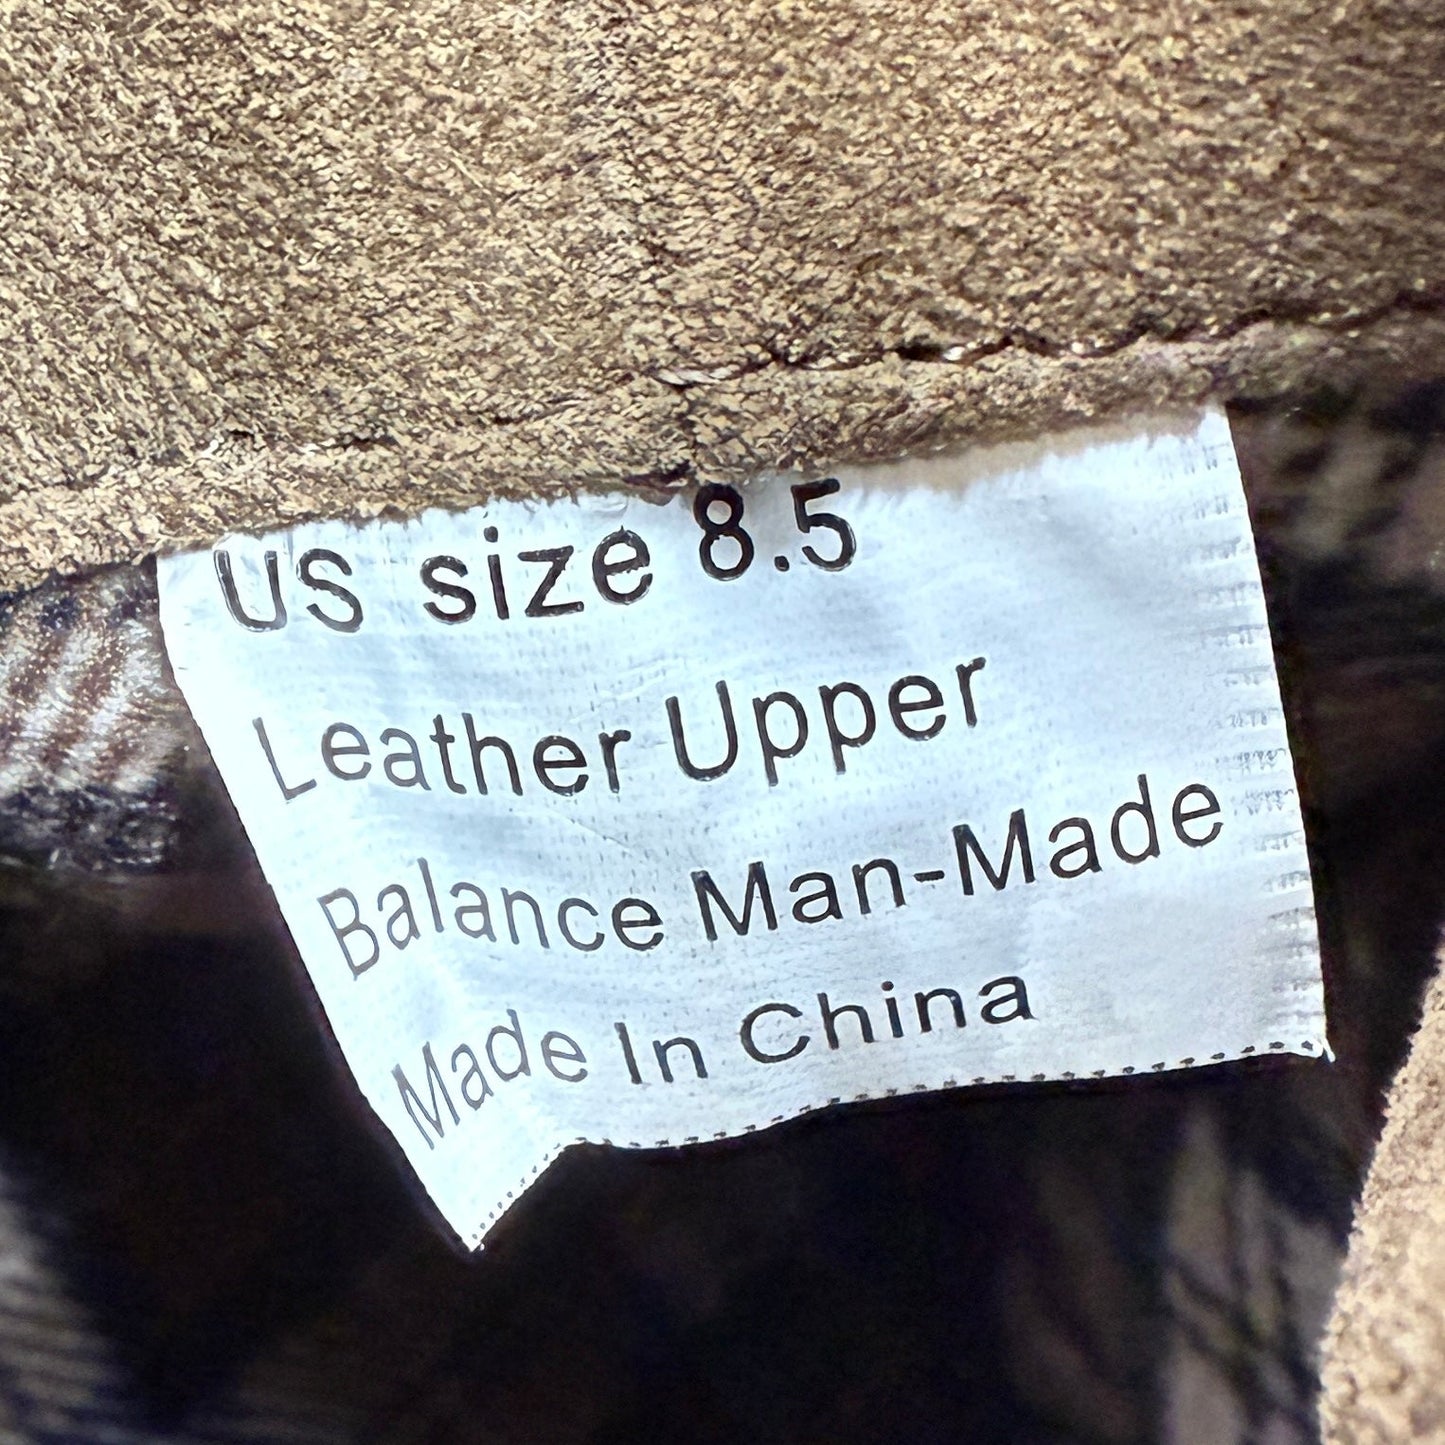 US size 8.5
Leather Upper
Balance Man-Made
Made In China